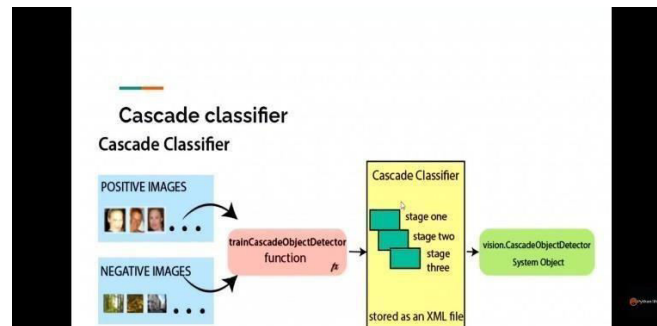 Cascade classifier
Cascade Classifier
POSITIVE IMAGES
NEGATIVE IMAGES
trainCascadeObjectDetector
function
Cascade Classifier
stage one
stage two
stage
three
stored as an XML file
vision.CascadeObjectDetector
System Object